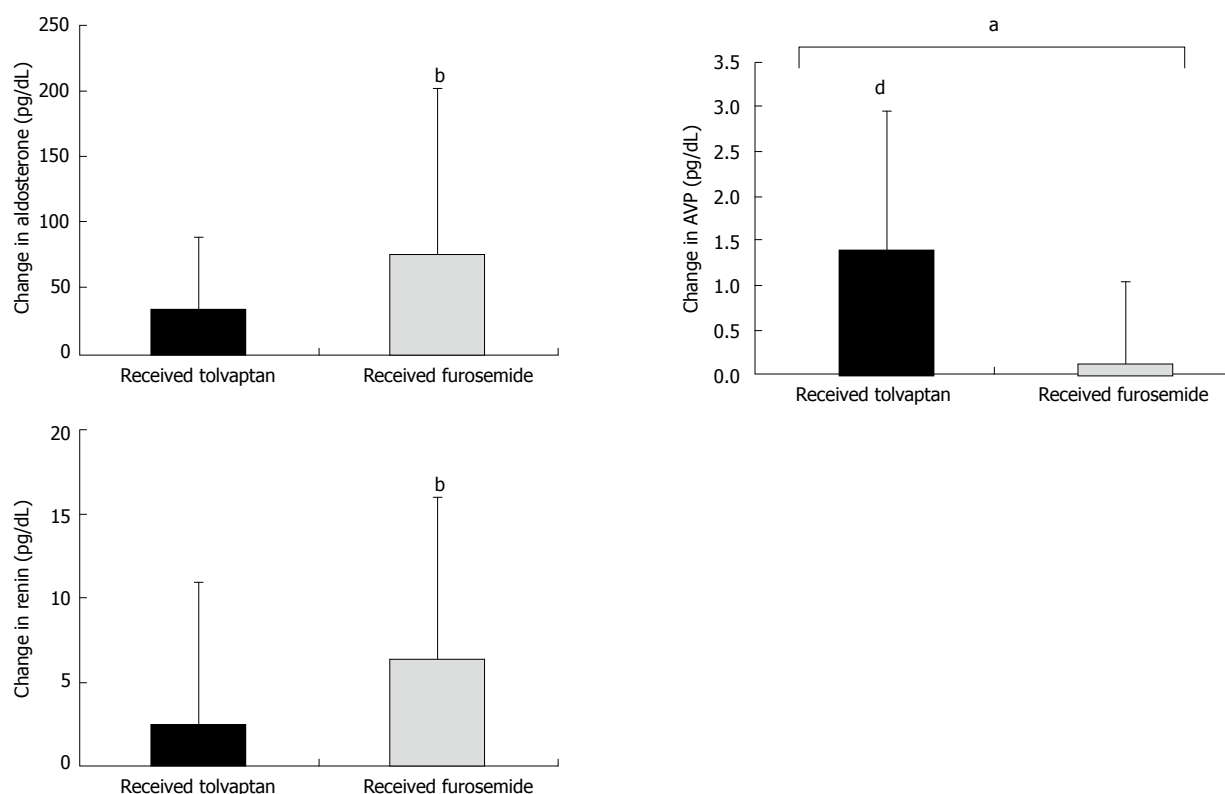 Change in aldosterone (pg/dL)
250
200
150
100
50
0
b
Received tolvaptan
Received furosemide
a
Change in AVP (pg/dL)
3.5
3.0
2.5
2.0
1.5
1.0
0.5
0.0
d
Received tolvaptan
Received furosemide
Change in renin (pg/dL)
20
15
10
5
0
b
Received tolvaptan
Received furosemide